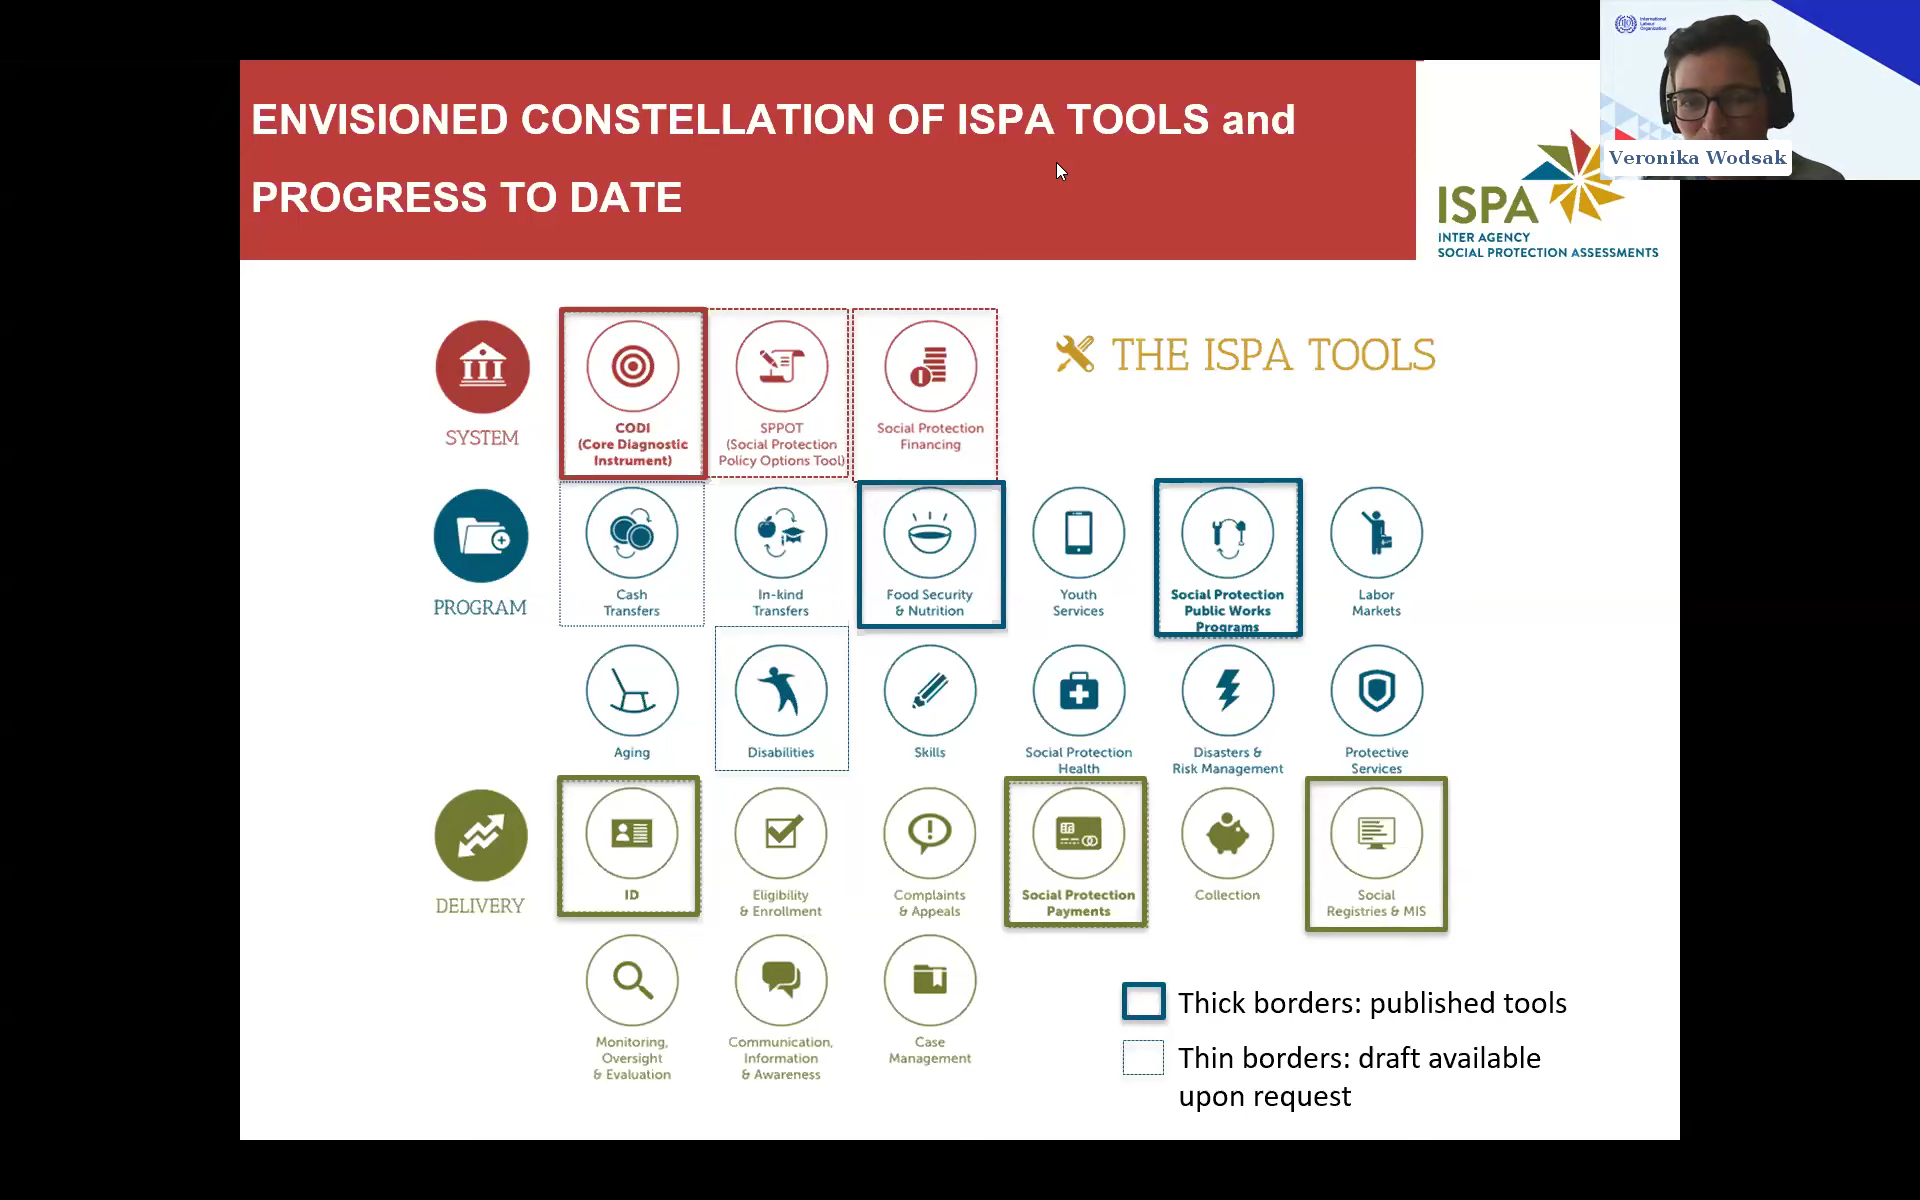 International
Labour
Organization
Veronika Wodsak
ENVISIONED CONSTELLATION OF ISPA TOOLS and
PROGRESS TO DATE
ISPA
INTER AGENCY
SOCIAL PROTECTION ASSESSMENTS
THE ISPA TOOLS
SYSTEM
CODI
(Core Diagnostic
Instrument)
SPPOT
(Social Protection
Policy Options Tool)
Social Protection
Financing
PROGRAM
Cash
Transfers
In-kind
Transfers
Food Security
& Nutrition
Youth
Services
Social Protection
Public Works
Programs
Labor
Markets
Aging
Disabilities
Skills
Social Protection
Health
Disasters &
Risk Management
Protective
Services
DELIVERY
ID
Eligibility
& Enrollment
Complaints
& Appeals
Social Protection
Payments
Collection
Social
Registries & MIS
Monitoring,
Oversight
& Evaluation
Communication,
Information
& Awareness
Case
Management
Thick borders: published tools
Thin borders: draft available
upon request